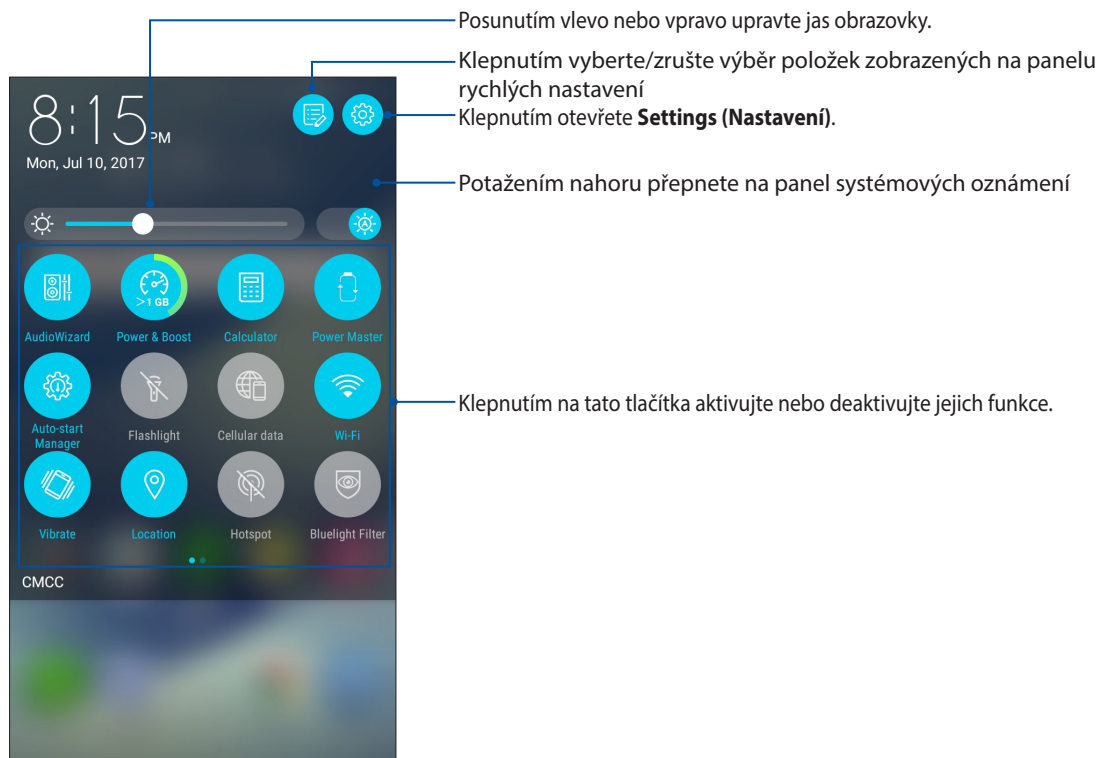 Posunutím vlevo nebo vpravo upravte jas obrazovky.
Klepnutím vyberte/zrušte výběr položek zobrazených na panelu
rychlých nastavení
Klepnutím otevřete Settings (Nastavení).
Potažením nahoru přepnete na panel systémových oznámení
Klepnutím na tato tlačítka aktivujte nebo deaktivujte jejich funkce.
8:15 PM
Mon, Jul 10, 2017
A
>1 GB
AudioWizard Power & Boost Calculator Power Master
Auto-start
Manager
Flashlight Cellular data Wi-Fi
Vibrate Location Hotspot Bluelight Filter
CMCC